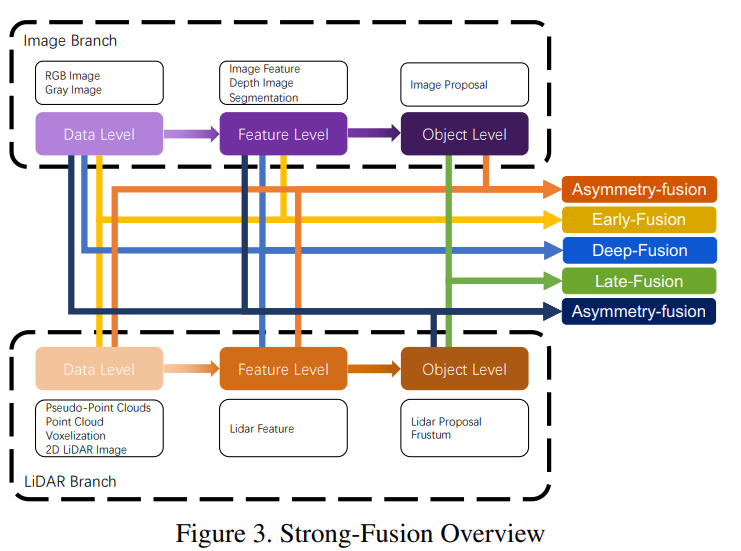 Image Branch
RGB Image
Gray Image
Image Feature
Depth Image
Segmentation
Image Proposal
Data Level
Feature Level
Object Level
Asymmetry-fusion
Early-Fusion
Deep-Fusion
Late-Fusion
Asymmetry-fusion
Data Level
Feature Level
Object Level
Pseudo-Point Clouds
Point Cloud
Voxelization
2D LiDAR Image
Lidar Feature
Lidar Proposal
Frustum
LiDAR Branch
Figure 3. Strong-Fusion Overview